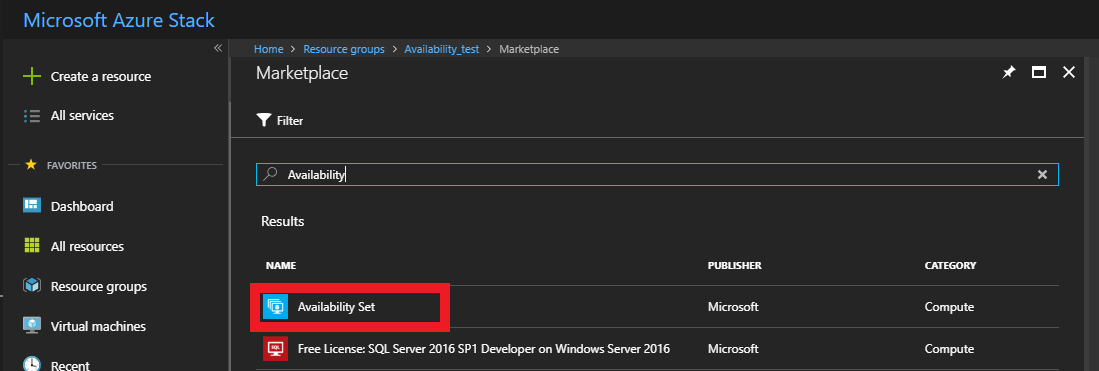 Microsoft Azure Stack
«
Home > Resource groups > Availability_test > Marketplace
Create a resource
All services
FAVORITES
Dashboard
All resources
Resource groups
Virtual machines
Recent
Marketplace
Filter
Availability
Results
NAME PUBLISHER CATEGORY
Availability Set Microsoft Compute
SQL Free License: SQL Server 2016 SP1 Developer on Windows Server 2016 Microsoft Compute